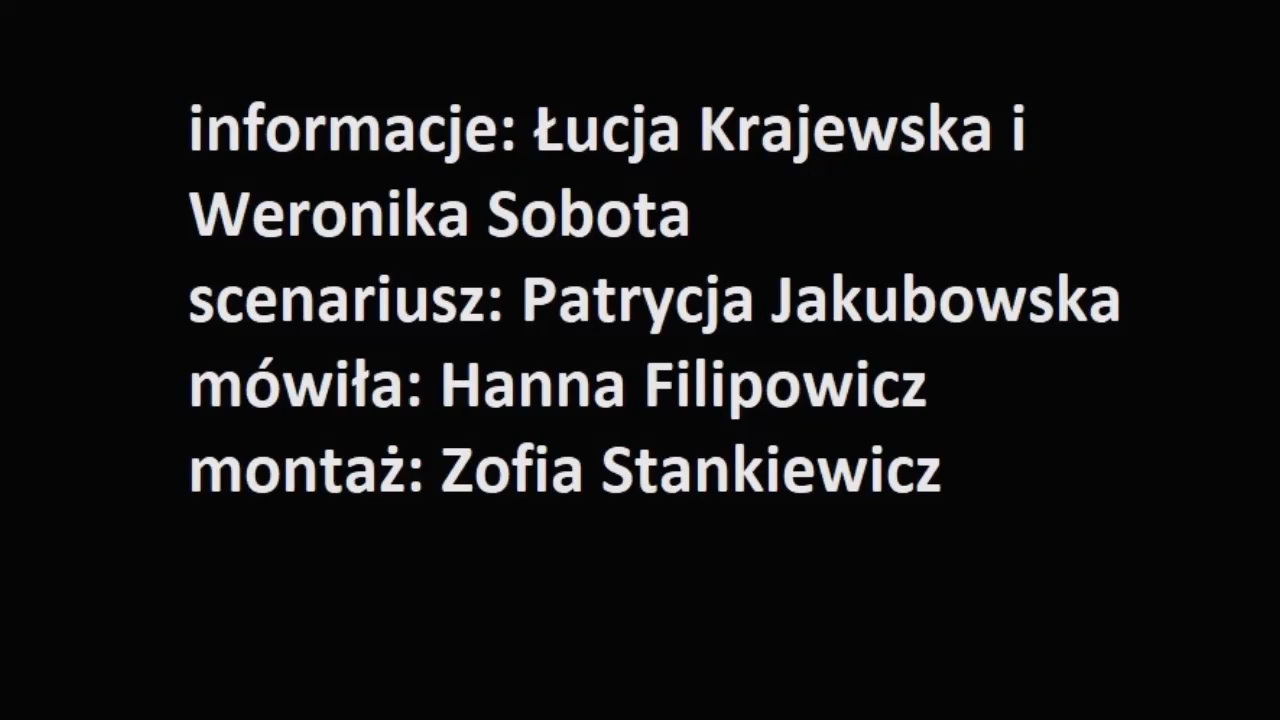 informacje: Łucja Krajewska i
Weronika Sobota
scenariusz: Patrycja Jakubowska
mówiła: Hanna Filipowicz
montaż: Zofia Stankiewicz